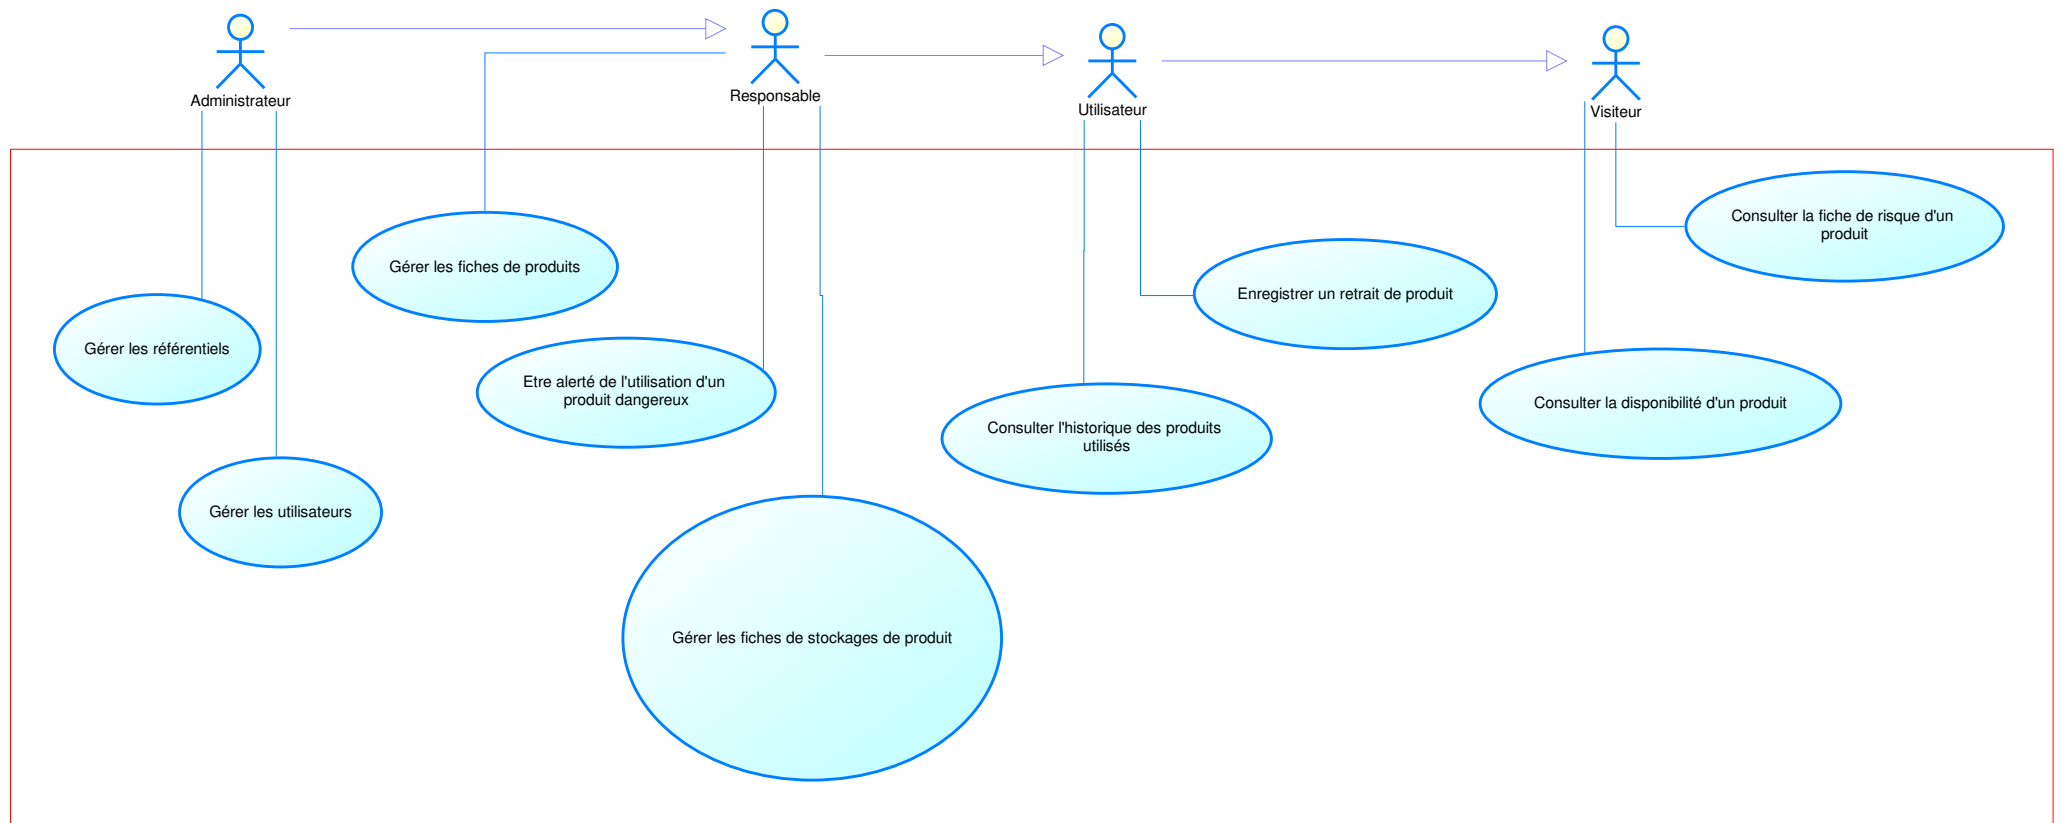 Administrateur
Responsable
Utilisateur
Visiteur
Consulter la fiche de risque d'un
produit
Gérer les fiches de produits
Enregistrer un retrait de produit
Gérer les référentiels
Etre alerté de l'utilisation d'un
produit dangereux
Consulter la disponibilité d'un produit
Consulter l'historique des produits
utilisés
Gérer les utilisateurs
Gérer les fiches de stockages de produit